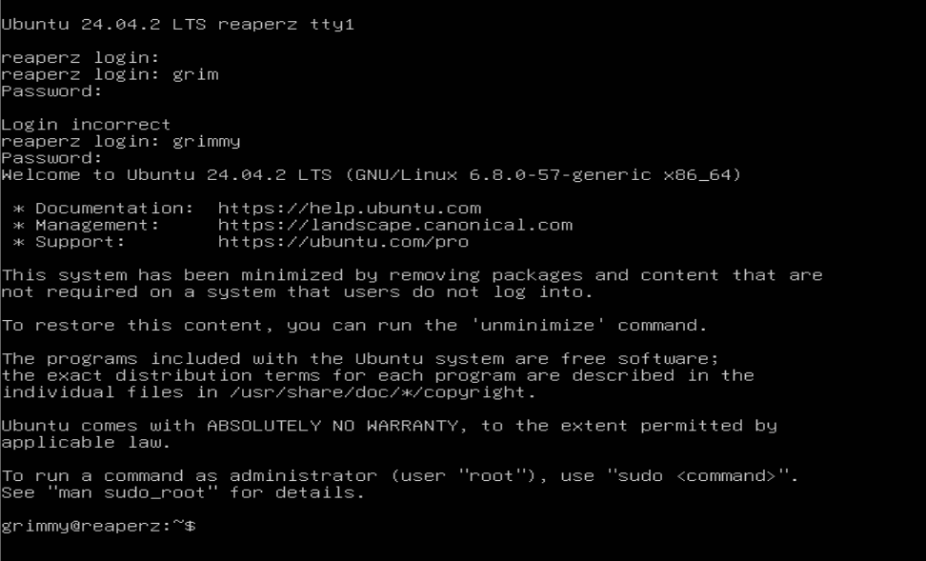 Ubuntu 24.04.2 LTS reaperz tty1
reaperz login:
reaperz login: grim
Password:
Login incorrect
reaperz login: grimmy
Password:
Welcome to Ubuntu 24.04.2 LTS (GNU/Linux 6.8.0-57-generic x86_64)
* Documentation:  https://help.ubuntu.com
* Management:     https://landscape.canonical.com
* Support:        https://ubuntu.com/pro
This system has been minimized by removing packages and content that are
not required on a system that users do not log into.
To restore this content, you can run the 'unminimize' command.
The programs included with the Ubuntu system are free software;
the exact distribution terms for each program are described in the
individual files in /usr/share/doc/*/copyright.
Ubuntu comes with ABSOLUTELY NO WARRANTY, to the extent permitted by
applicable law.
To run a command as administrator (user "root"), use "sudo <command>".
See "man sudo_root" for details.
grimmy@reaperz:~$